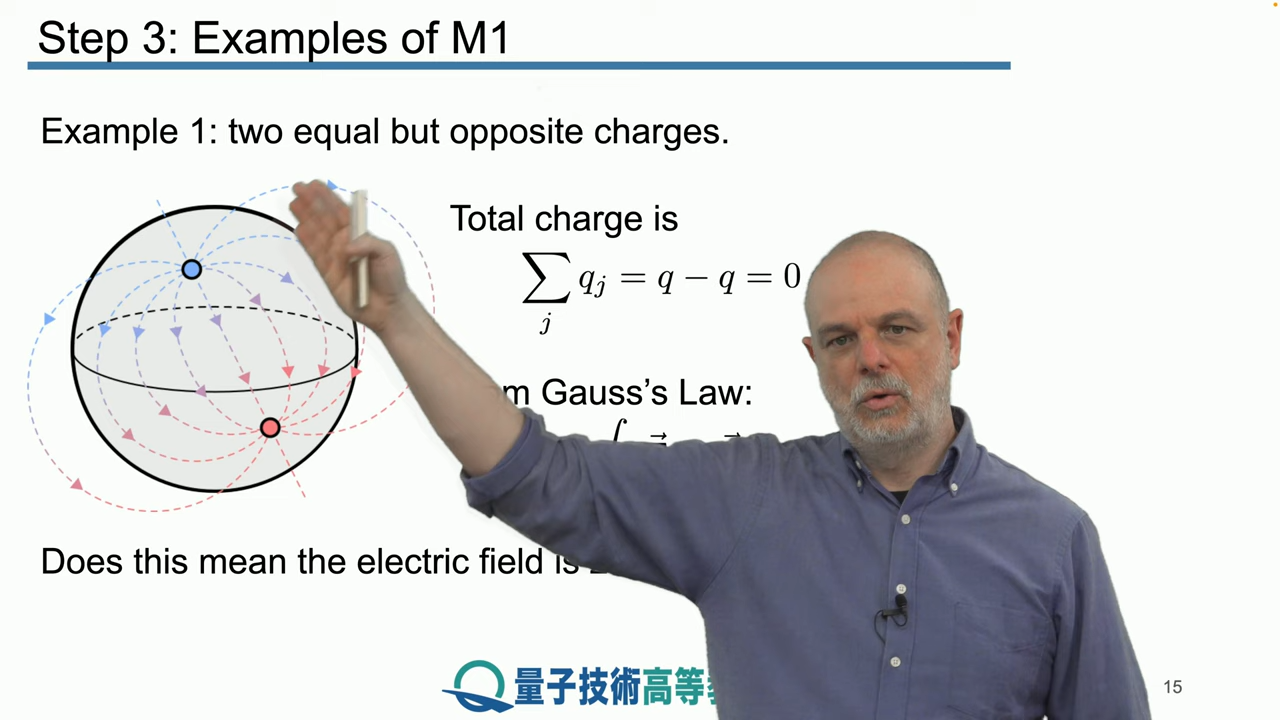 Step 3: Examples of M1
Example 1: two equal but opposite charges.
Total charge is
∑_j q_j = q − q = 0
Gauss’s Law:
Does this mean the electric field is
量子技術高等
15